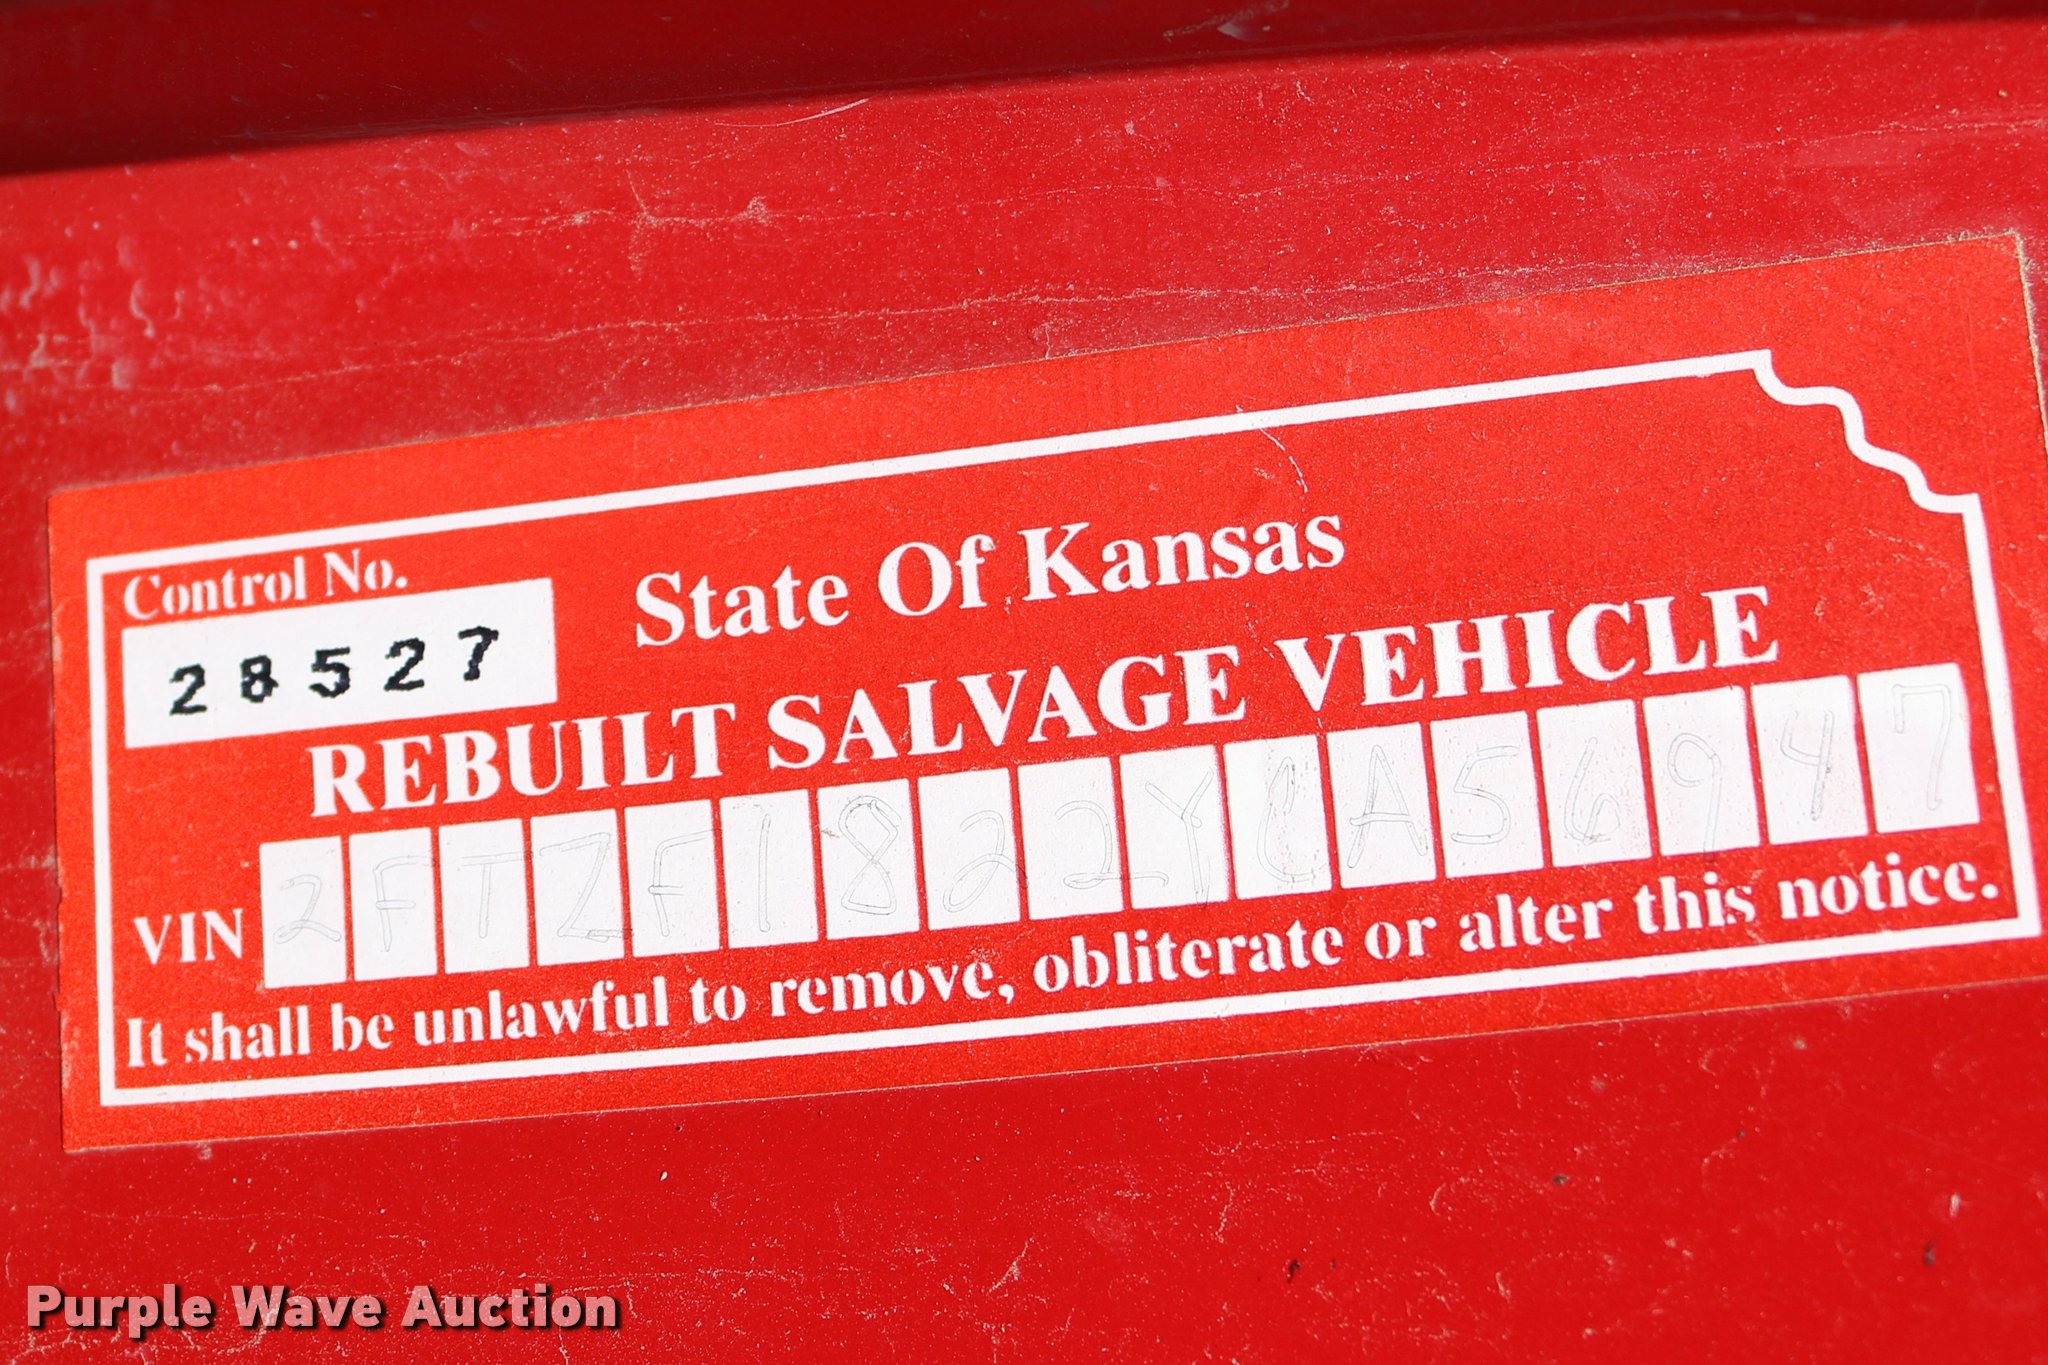 Control No.
28527
State Of Kansas
REBUILT SALVAGE VEHICLE
VIN 2FTZF1822YCA56947
It shall be unlawful to remove, obliterate or alter this notice.
Purple Wave Auction